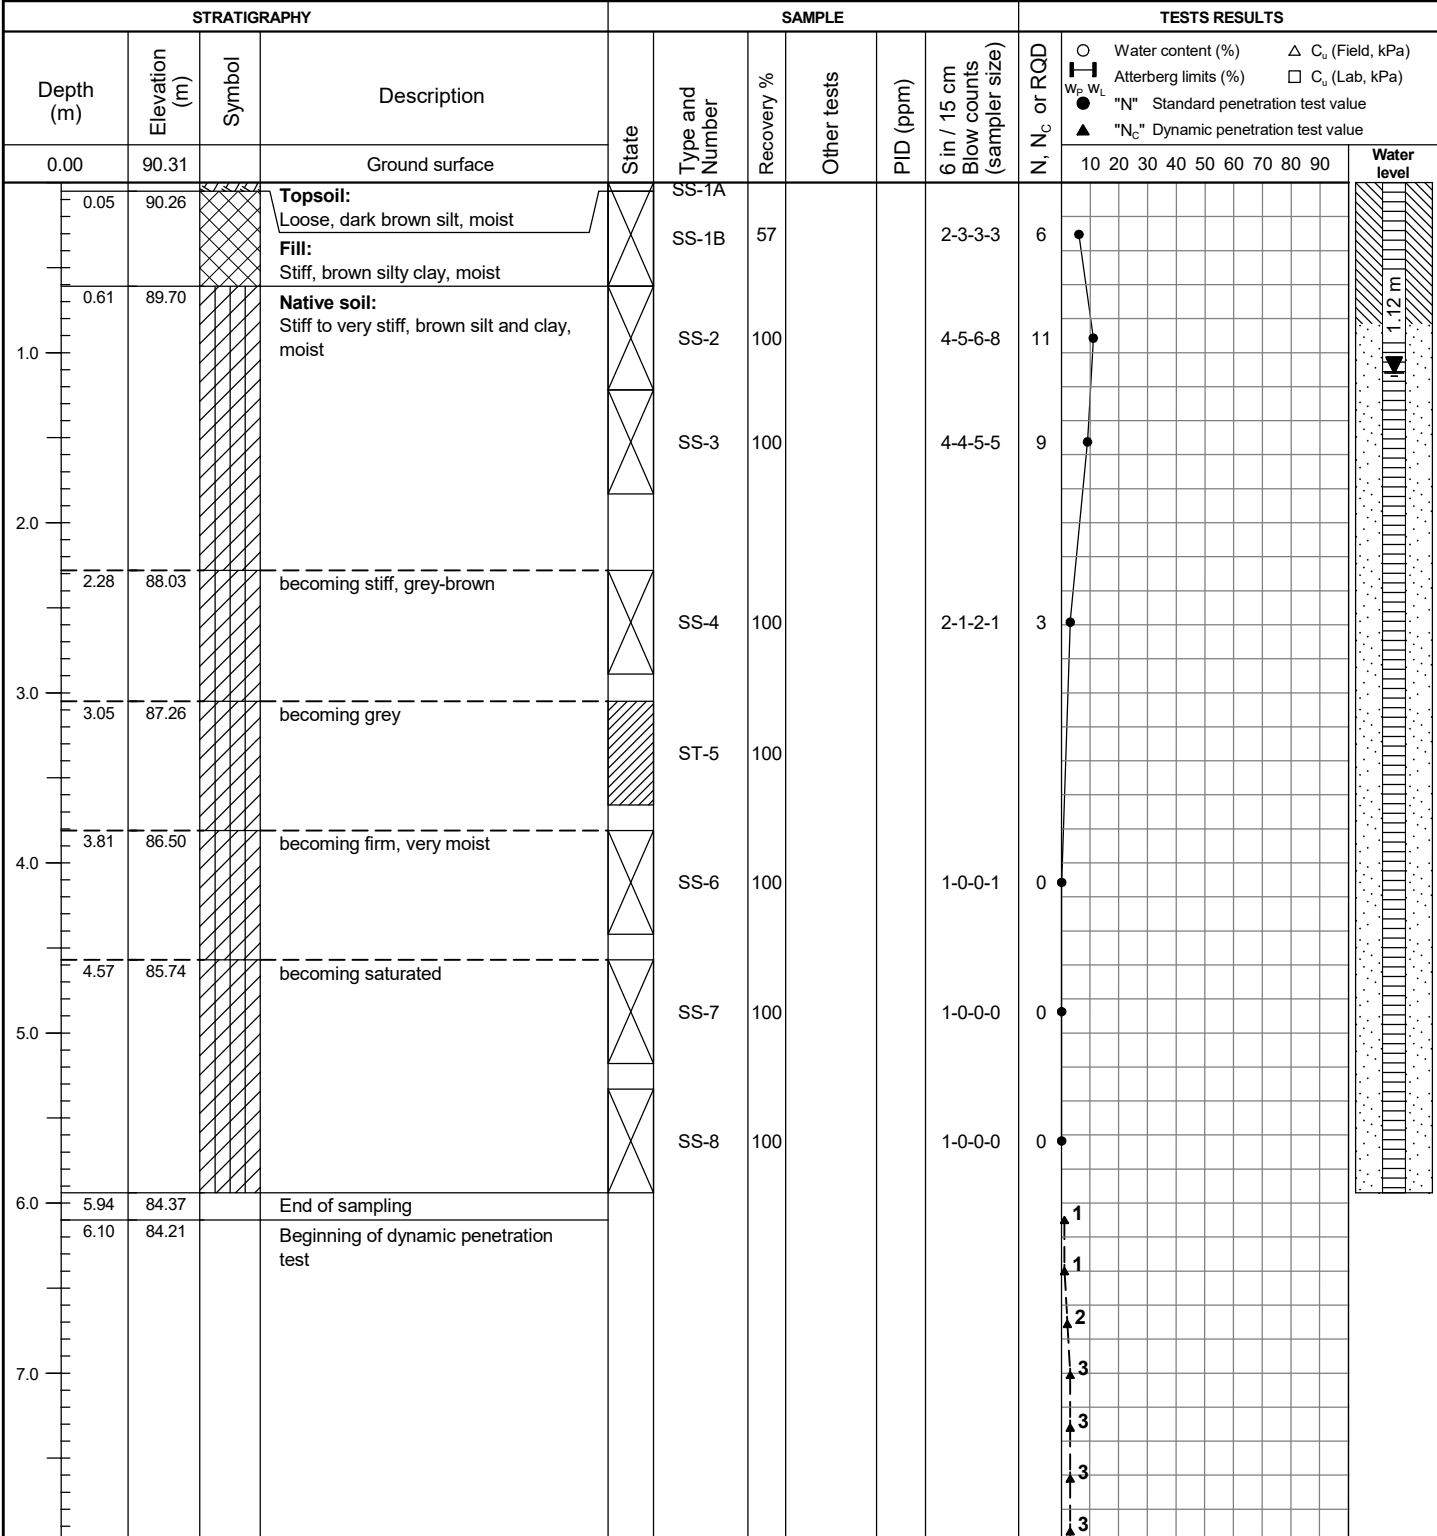 STRATIGRAPHY SAMPLE TESTS RESULTS
Depth (m)
Elevation (m)
Symbol
Description
State
Type and Number
Recovery %
Other tests
PID (ppm)
6 in / 15 cm Blow counts (sampler size)
N, NC or RQD
Water content (%) Cu (Field, kPa)
Atterberg limits (%) Cu (Lab, kPa)
WP WL
"N" Standard penetration test value
"NC" Dynamic penetration test value
0.00 90.31 Ground surface
10 20 30 40 50 60 70 80 90
Water level
0.05 90.26 Topsoil: SS-1A
Loose, dark brown silt, moist
SS-1B 57 2-3-3-3 6
Fill:
Stiff, brown silty clay, moist
0.61 89.70 Native soil:
Stiff to very stiff, brown silt and clay,
moist
1.12 m
SS-2 100 4-5-6-8 11
1.0
SS-3 100 4-4-5-5 9
2.0
2.28 88.03 becoming stiff, grey-brown
SS-4 100 2-1-2-1 3
3.0
3.05 87.26 becoming grey
ST-5 100
3.81 86.50 becoming firm, very moist
4.0
SS-6 100 1-0-0-1 0
4.57 85.74 becoming saturated
SS-7 100 1-0-0-0 0
5.0
SS-8 100 1-0-0-0 0
6.0 5.94 84.37 End of sampling
1
6.10 84.21 Beginning of dynamic penetration
test
1
2
7.0
3
3
3
3